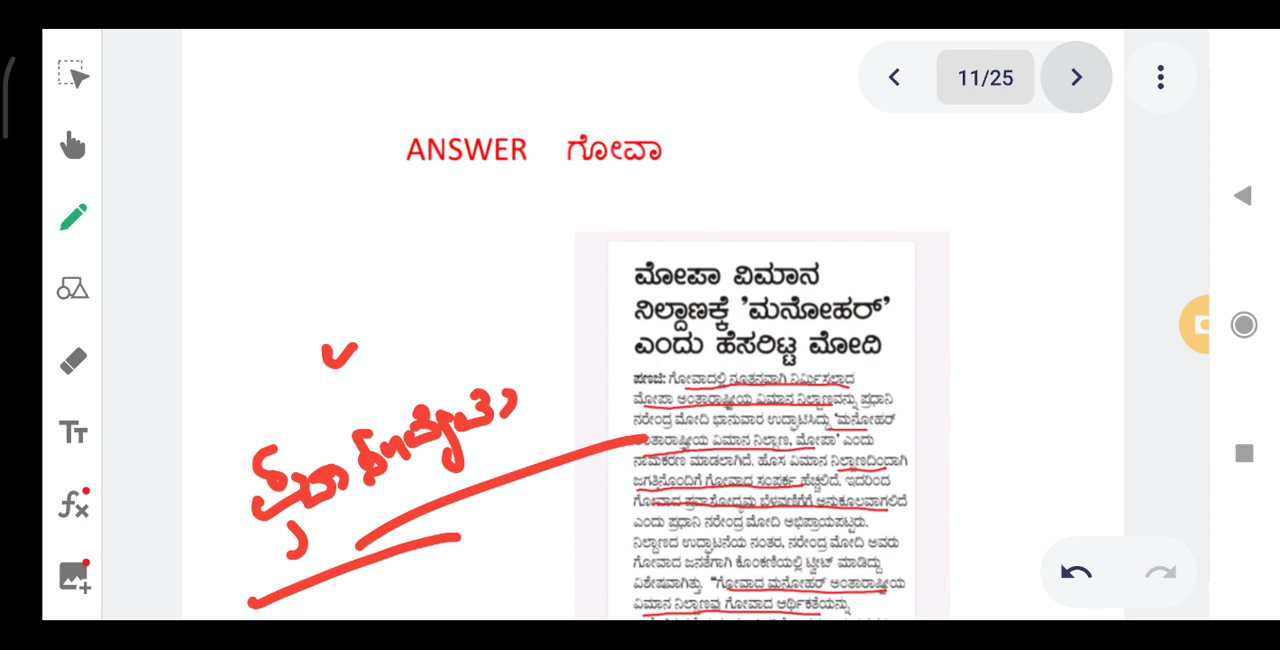 11/25
ANSWER ಗೋವಾ
ಮೋಪಾ ವಿಮಾನ
ನಿಲ್ದಾಣಕ್ಕೆ 'ಮನೋಹರ್'
ಎಂದು ಹೆಸರಿಟ್ಟ ಮೋದಿ
ಪಣಜಿ: ಗೋವಾದಲ್ಲಿ ನೂತನವಾಗಿ ನಿರ್ಮಿಸಲಾದ
ಮೋಪಾ ಅಂತಾರಾಷ್ಟ್ರೀಯ ವಿಮಾನ ನಿಲ್ದಾಣವನ್ನು ಪ್ರಧಾನಿ
ನರೇಂದ್ರ ಮೋದಿ ಭಾನುವಾರ ಉದ್ಘಾಟಿಸಿದ್ದು 'ಮನೋಹರ್
ಅಂತಾರಾಷ್ಟ್ರೀಯ ವಿಮಾನ ನಿಲ್ದಾಣ, ಮೋಪಾ' ಎಂದು
ನಾಮಕರಣ ಮಾಡಲಾಗಿದೆ. ಹೊಸ ವಿಮಾನ ನಿಲ್ದಾಣದಿಂದಾಗಿ
ಜಗತ್ತಿನೊಂದಿಗೆ ಗೋವಾದ ಸಂಪರ್ಕ ಹೆಚ್ಚಲಿದೆ. ಇದರಿಂದ
ಗೋವಾದ ಪ್ರವಾಸೋದ್ಯಮ ಬೆಳವಣಿಗೆಗೆ ಅನುಕೂಲವಾಗಲಿದೆ
ಎಂದು ಪ್ರಧಾನಿ ನರೇಂದ್ರ ಮೋದಿ ಅಭಿಪ್ರಾಯಪಟ್ಟರು.
ನಿಲ್ದಾಣದ ಉದ್ಘಾಟನೆಯ ನಂತರ, ನರೇಂದ್ರ ಮೋದಿ ಅವರು
ಗೋವಾದ ಜನತೆಗಾಗಿ ಕೊಂಕಣಿಯಲ್ಲಿ ಟ್ವೀಟ್ ಮಾಡಿದ್ದು
ವಿಶೇಷವಾಗಿತ್ತು. "ಗೋವಾದ ಮನೋಹರ್ ಅಂತಾರಾಷ್ಟ್ರೀಯ
ವಿಮಾನ ನಿಲ್ದಾಣವು ಗೋವಾದ ಆರ್ಥಿಕತೆಯನ್ನು